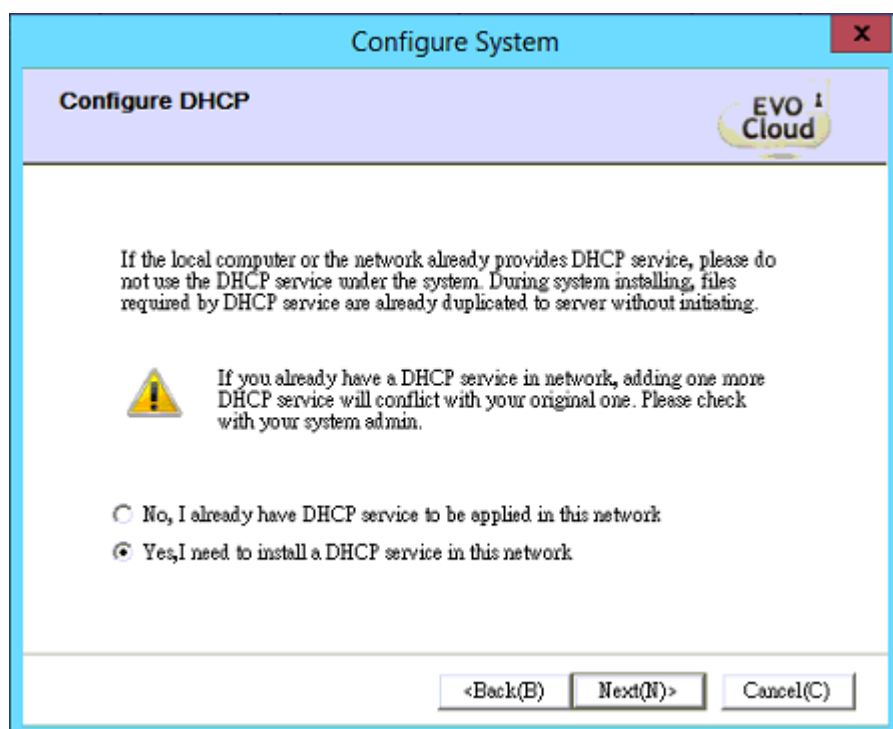 Configure System
x
Configure DHCP
EVO
Cloud
If the local computer or the network already provides DHCP service, please do
not use the DHCP service under the system. During system installing, files
required by DHCP service are already duplicated to server without initiating.
If you already have a DHCP service in network, adding one more
DHCP service will conflict with your original one. Please check
with your system admin.
No, I already have DHCP service to be applied in this network
Yes,I need to install a DHCP service in this network
<Back(B) Next(N)> Cancel(C)